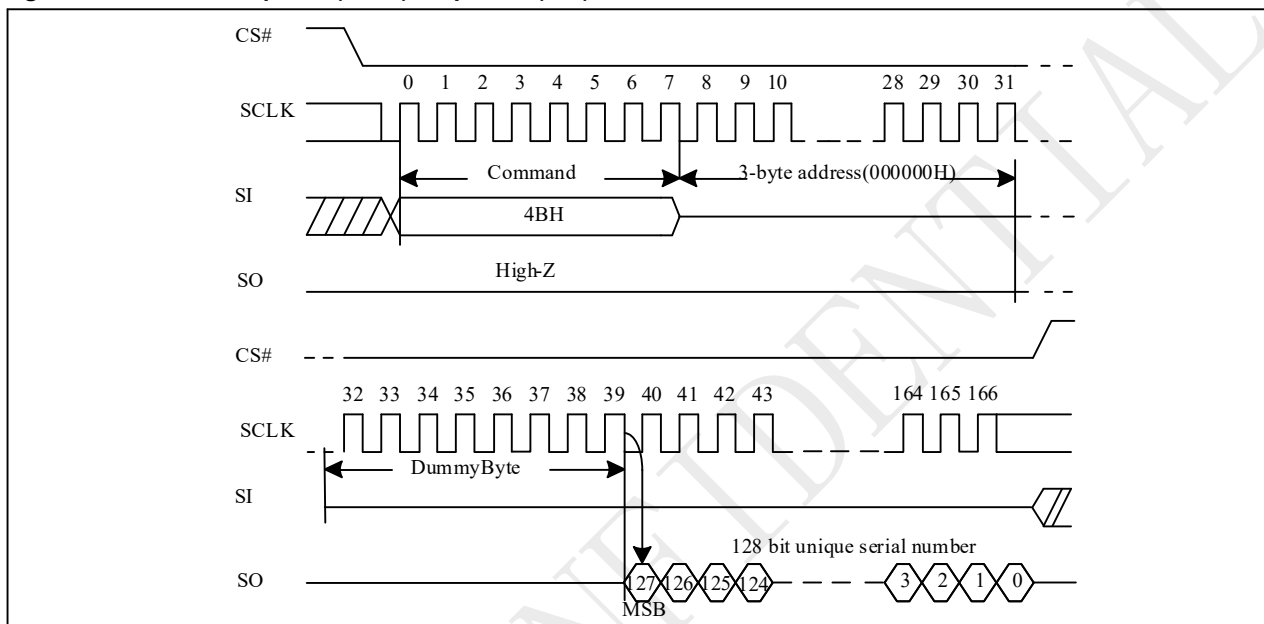 CS#
0 1 2 3 4 5 6 7 8 9 10 28 29 30 31
SCLK
Command 3-byte address(000000H)
SI
4BH
High-Z
SO
CS#
32 33 34 35 36 37 38 39 40 41 42 43 164 165 166
SCLK
DummyByte
SI
128 bit unique serial number
SO 127 126 125 124 3 2 1 0
MSB